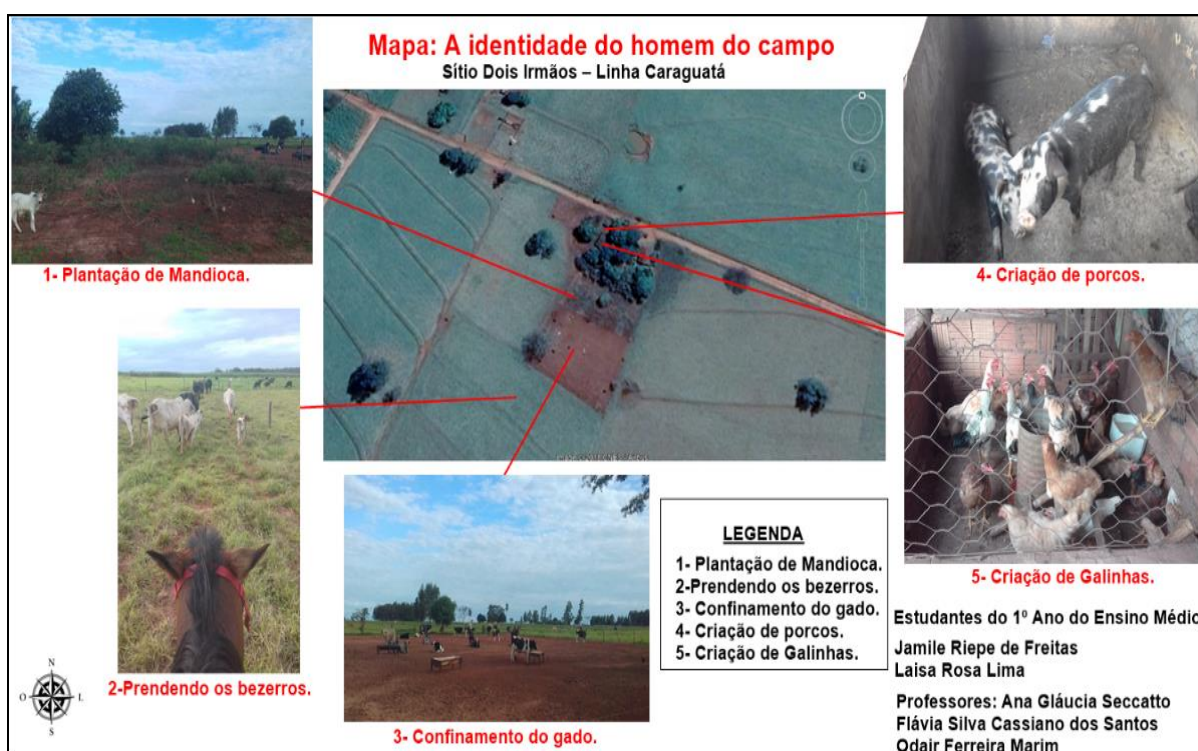 Mapa: A identidade do homem do campo
Sítio Dois Irmãos – Linha Caraguatá
1- Plantação de Mandioca.
4- Criação de porcos.
2-Prendendo os bezerros.
3- Confinamento do gado.
5- Criação de Galinhas.
LEGENDA
1- Plantação de Mandioca.
2-Prendendo os bezerros.
3- Confinamento do gado.
4- Criação de porcos.
5- Criação de Galinhas.
Estudantes do 1º Ano do Ensino Médio
Jamile Riepe de Freitas
Laisa Rosa Lima
Professores: Ana Gláucia Seccatto
Flávia Silva Cassiano dos Santos
Odair Ferreira Marim
N
O
L
S